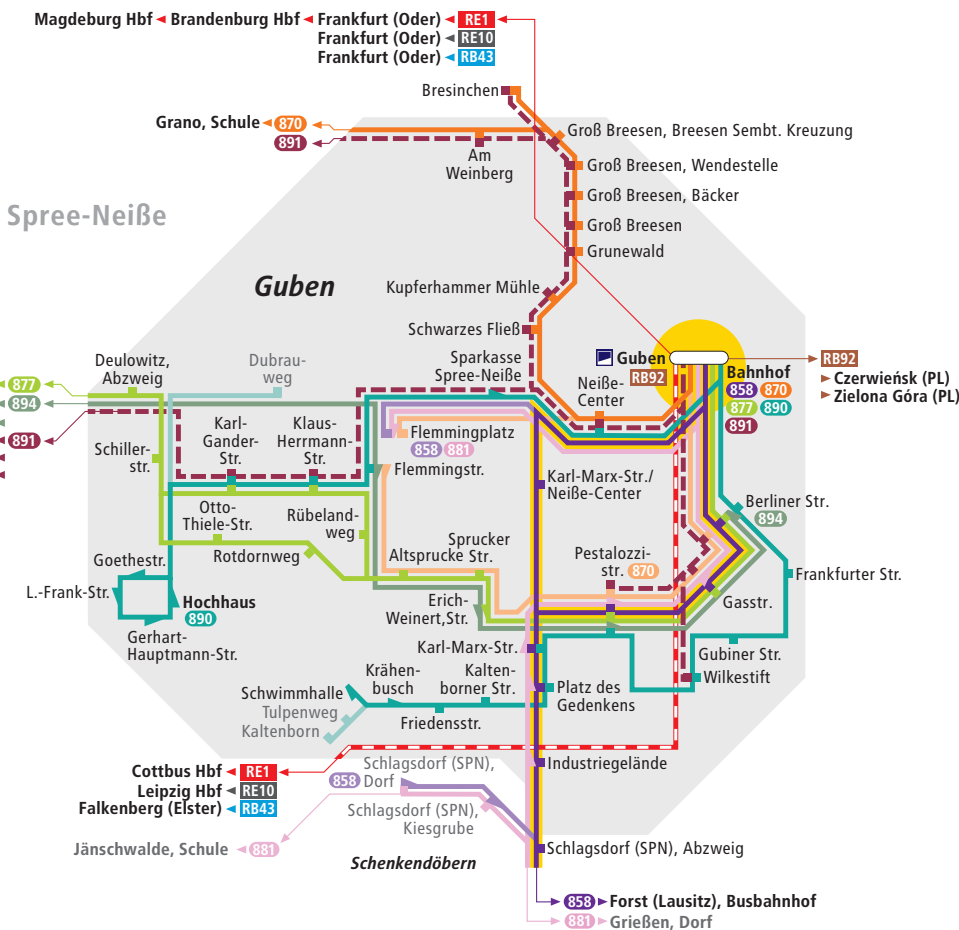 Magdeburg Hbf Brandenburg Hbf Frankfurt (Oder) RE1
Frankfurt (Oder) RE10
Frankfurt (Oder) RB43
Bresinchen
Grano, Schule 870
891
Groß Breesen, Breesen Sembt. Kreuzung
Am
Weinberg
Groß Breesen, Wendestelle
Groß Breesen, Bäcker
Spree-Neiße
Groß Breesen
Grunewald
Guben
Kupferhammer Mühle
Schwarzes Fließ
Sparkasse
Spree-Neiße
Guben
RB92
Bahnhof
858 870
877 890
891
RB92
Czerwieńsk (PL)
Zielona Góra (PL)
Neiße-
Center
Deulowitz,
Abzweig
Dubrau-
weg
877
894
891
Karl-
Gander-
Str.
Klaus-
Herrmann-
Str.
Flemmingplatz
858 881
Schiller-
str.
Flemmingstr.
Karl-Marx-Str./
Neiße-Center
Berliner Str.
894
Otto-
Thiele-Str.
Rübeland-
weg
Rotdornweg
Altsprucke
Sprucker
Str.
Pestalozzi-
str. 870
Goethestr.
L.-Frank-Str.
Hochhaus
890
Gerhart-
Hauptmann-Str.
Frankfurter Str.
Erich-
Weinert,Str.
Gasstr.
Karl-Marx-Str.
Gubiner Str.
Wilkestift
Krähen-
busch
Kalten-
borner Str.
Platz des
Gedenkens
Schwimmhalle
Tulpenweg
Kaltenborn
Friedensstr.
Cottbus Hbf RE1
Leipzig Hbf RE10
Falkenberg (Elster) RB43
Schlagsdorf (SPN),
858 Dorf
Industriegelände
Schlagsdorf (SPN),
Kiesgrube
Jänschwalde, Schule 881
Schenkendöbern
Schlagsdorf (SPN), Abzweig
858 Forst (Lausitz), Busbahnhof
881 Grießen, Dorf